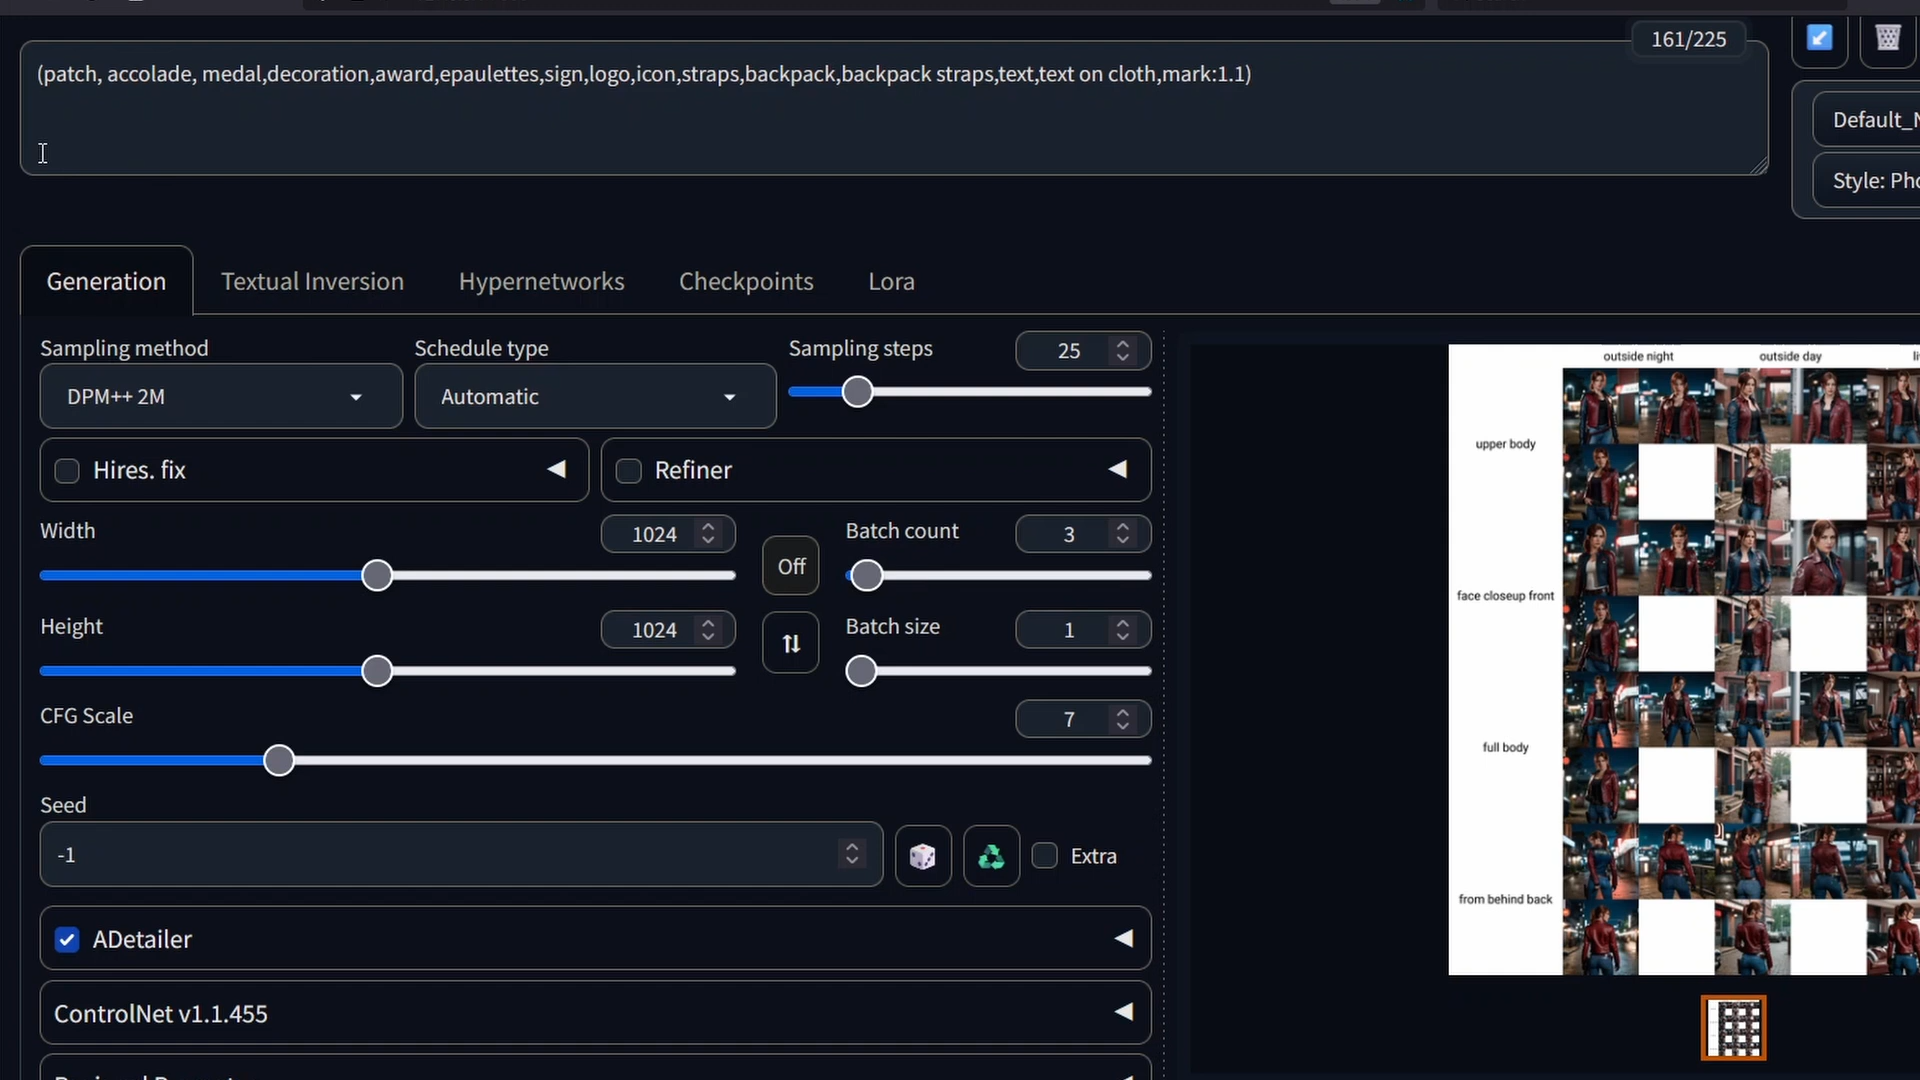 161/225
(patch, accolade, medal,decoration,award,epaulettes,sign,logo,icon,straps,backpack,backpack straps,text,text on cloth,mark:1.1)
Default_N
Style: Pho
Generation
Textual Inversion
Hypernetworks
Checkpoints
Lora
Sampling method
DPM++ 2M
Schedule type
Automatic
Sampling steps
25
Hires. fix
Refiner
Width
1024
Off
Batch count
3
Height
1024
Batch size
1
CFG Scale
7
Seed
-1
Extra
ADetailer
ControlNet v1.1.455
outside night
outside day
upper body
face closeup front
full body
from behind back